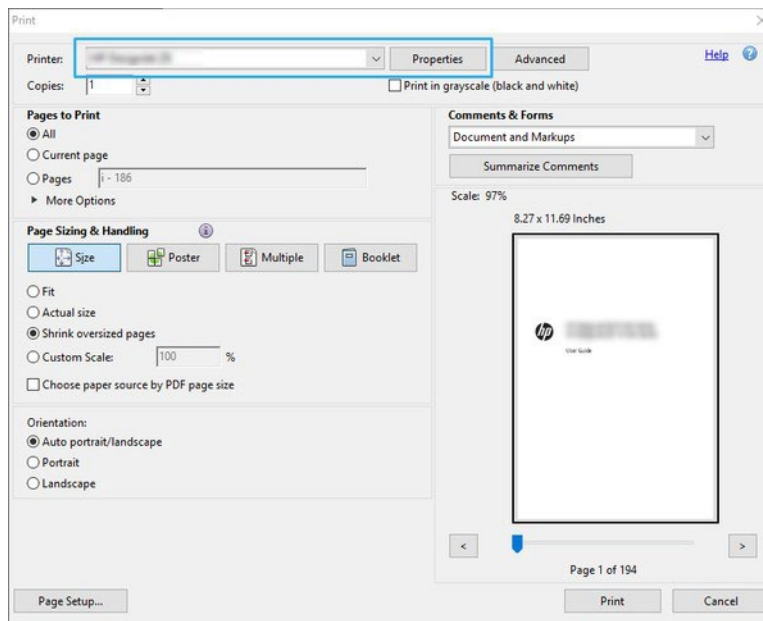 Print
Printer:
Properties
Advanced
Help
?
Copies:
1
Print in grayscale (black and white)
Pages to Print
All
Current page
Pages
i - 186
More Options
Comments & Forms
Document and Markups
Summarize Comments
Page Sizing & Handling
i
Size
Poster
Multiple
Booklet
Fit
Actual size
Shrink oversized pages
Custom Scale:
100
%
Choose paper source by PDF page size
Orientation:
Auto portrait/landscape
Portrait
Landscape
Scale: 97%
8.27 x 11.69 Inches
hp
User Guide
<
>
Page 1 of 194
Page Setup...
Print
Cancel